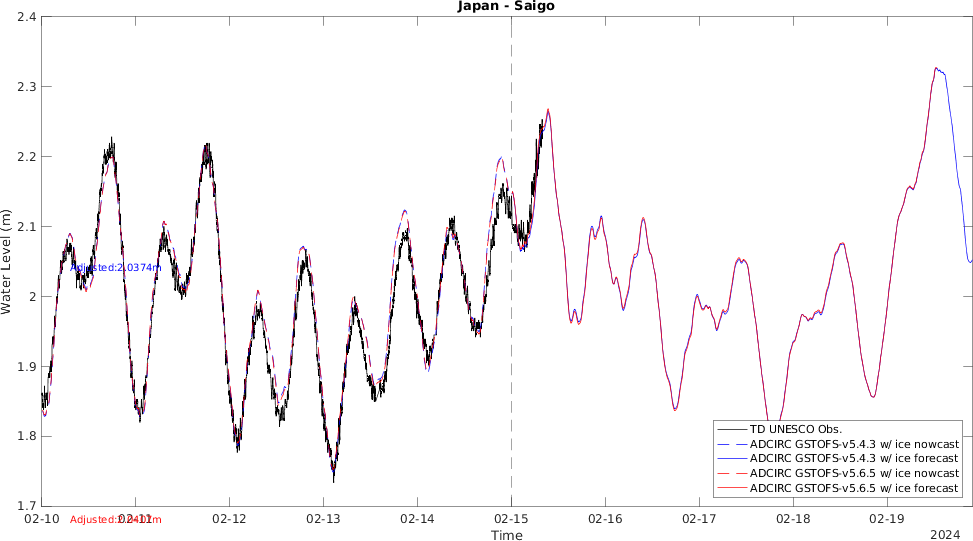 Japan - Saigo
2.4
2.3
2.2
2.1
2
1.9
1.8
1.7
Water Level (m)
Adjusted:2.0374m
TD UNESCO Obs.
ADCIRC GSTOFS-v5.4.3 w/ ice nowcast
ADCIRC GSTOFS-v5.4.3 w/ ice forecast
ADCIRC GSTOFS-v5.6.5 w/ ice nowcast
ADCIRC GSTOFS-v5.6.5 w/ ice forecast
02-10 02-11 02-12 02-13 02-14 02-15 02-16 02-17 02-18 02-19
Time
2024